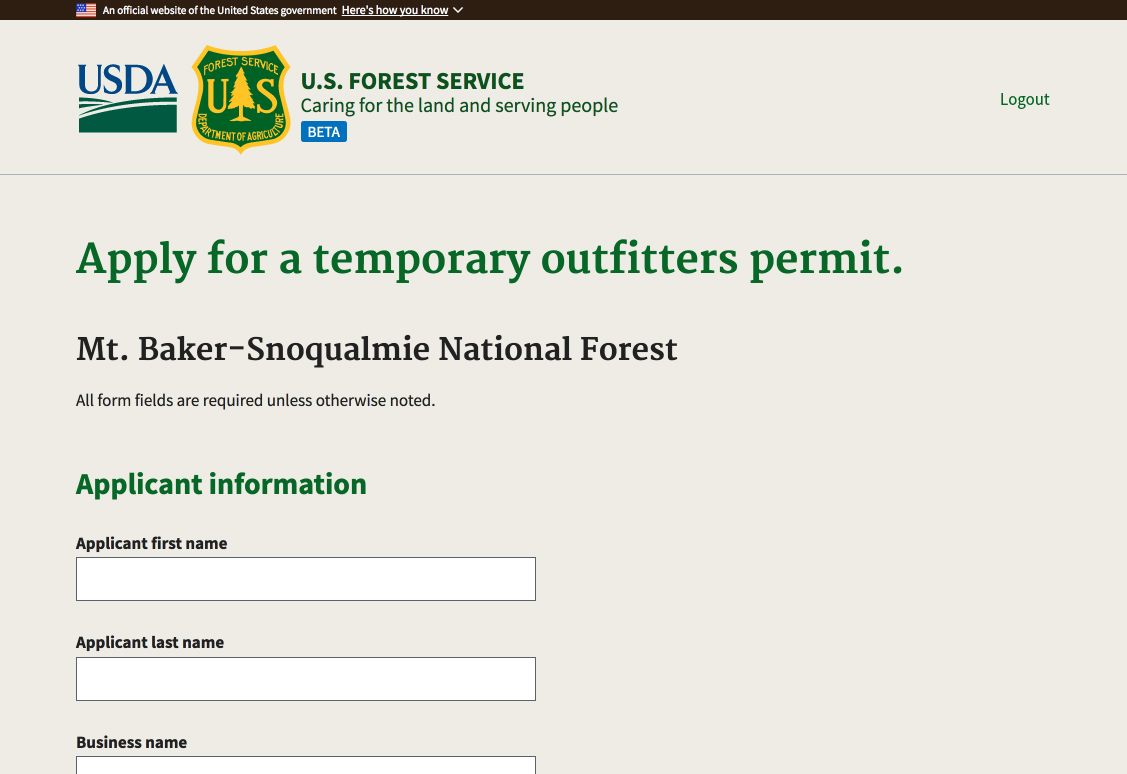 An official website of the United States government Here's how you know
USDA
FOREST SERVICE
US
DEPARTMENT OF AGRICULTURE
U.S. FOREST SERVICE
Caring for the land and serving people
BETA
Logout
Apply for a temporary outfitters permit.
Mt. Baker-Snoqualmie National Forest
All form fields are required unless otherwise noted.
Applicant information
Applicant first name
Applicant last name
Business name